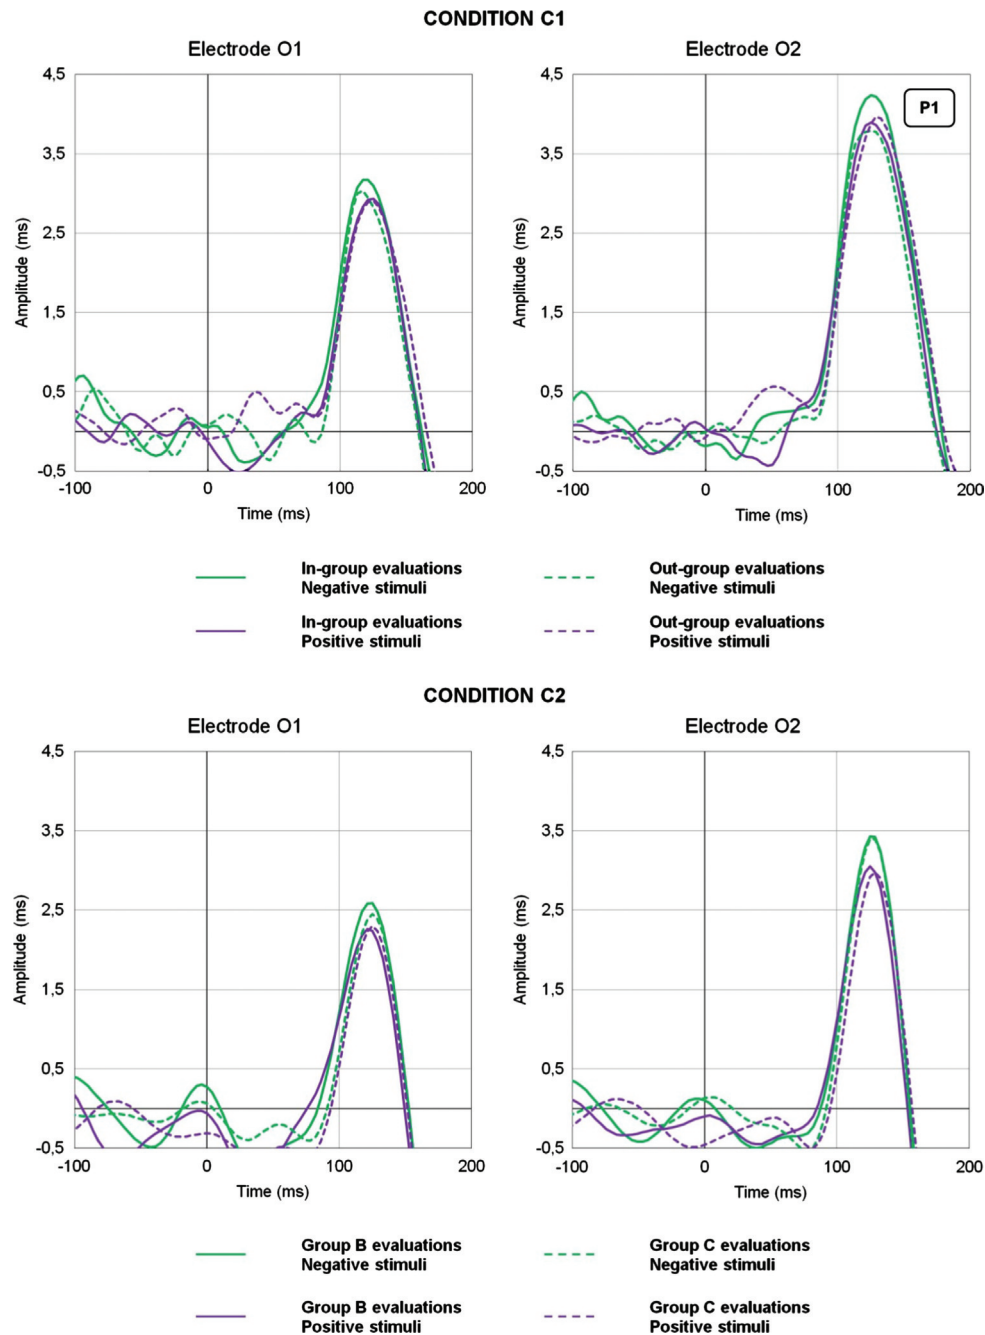 CONDITION C1
Electrode O1
Electrode O2
4,5
3,5
2,5
1,5
0,5
-0,5
Amplitude (ms)
-100
0
100
200
Time (ms)
4,5
3,5
2,5
1,5
0,5
-0,5
Amplitude (ms)
P1
-100
0
100
200
Time (ms)
In-group evaluations
Negative stimuli
Out-group evaluations
Negative stimuli
In-group evaluations
Positive stimuli
Out-group evaluations
Positive stimuli
CONDITION C2
Electrode O1
Electrode O2
4,5
3,5
2,5
1,5
0,5
-0,5
Amplitude (ms)
-100
0
100
200
Time (ms)
4,5
3,5
2,5
1,5
0,5
-0,5
Amplitude (ms)
-100
0
100
200
Time (ms)
Group B evaluations
Negative stimuli
Group C evaluations
Negative stimuli
Group B evaluations
Positive stimuli
Group C evaluations
Positive stimuli